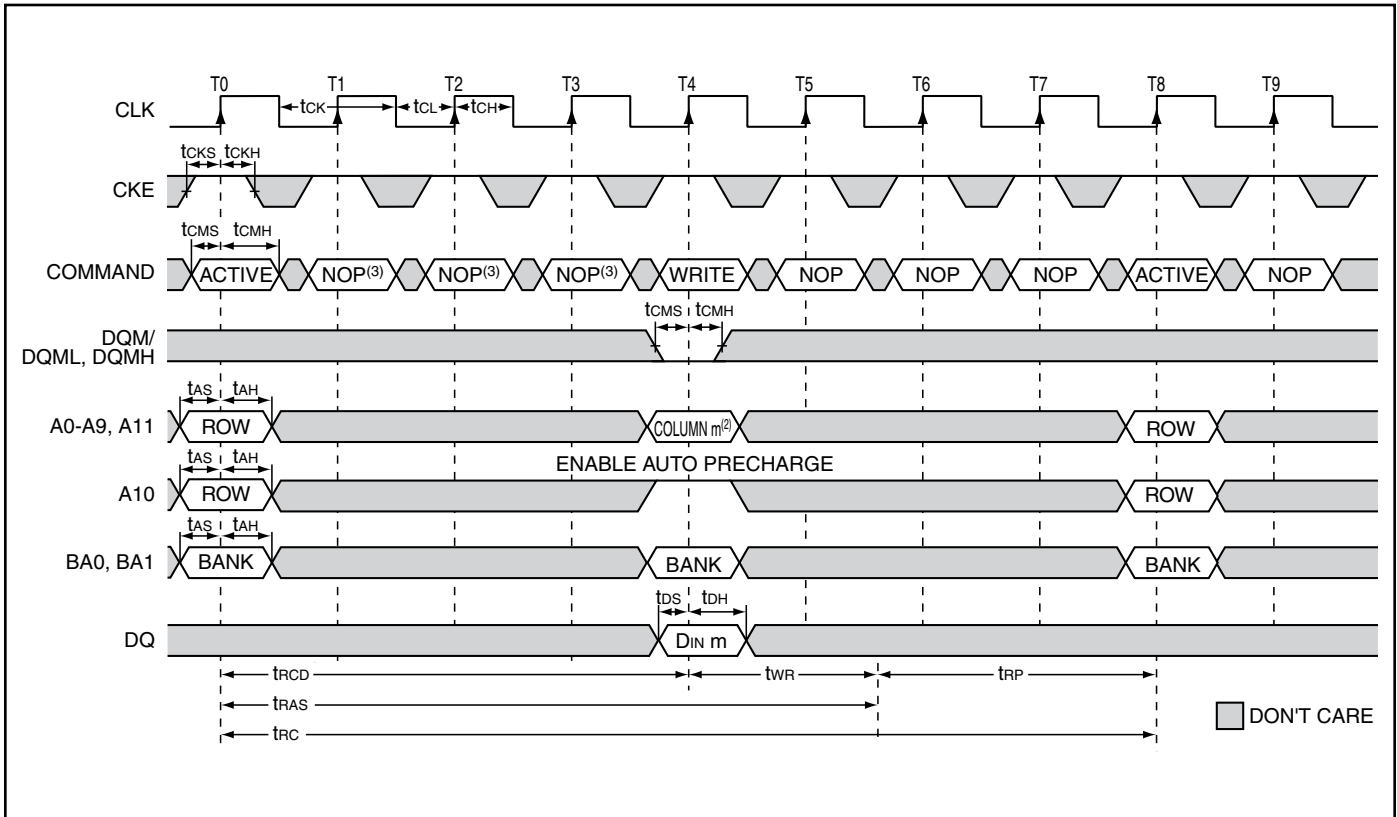 T0 T1 T2 T3 T4 T5 T6 T7 T8 T9
CLK
tCK tCL tCH
tCKS tCKH
CKE
tCMS tCMH
COMMAND ACTIVE NOP(3) NOP(3) NOP(3) WRITE NOP NOP NOP ACTIVE NOP
tCMS tCMH
DQM/
DQML, DQMH
tAS tAH
A0-A9, A11 ROW COLUMN m(2) ROW
tAS tAH ENABLE AUTO PRECHARGE
A10 ROW ROW
tAS tAH
BA0, BA1 BANK BANK BANK
tDS tDH
DQ DIN m
tRCD tWR tRP
tRAS
DON'T CARE
tRC